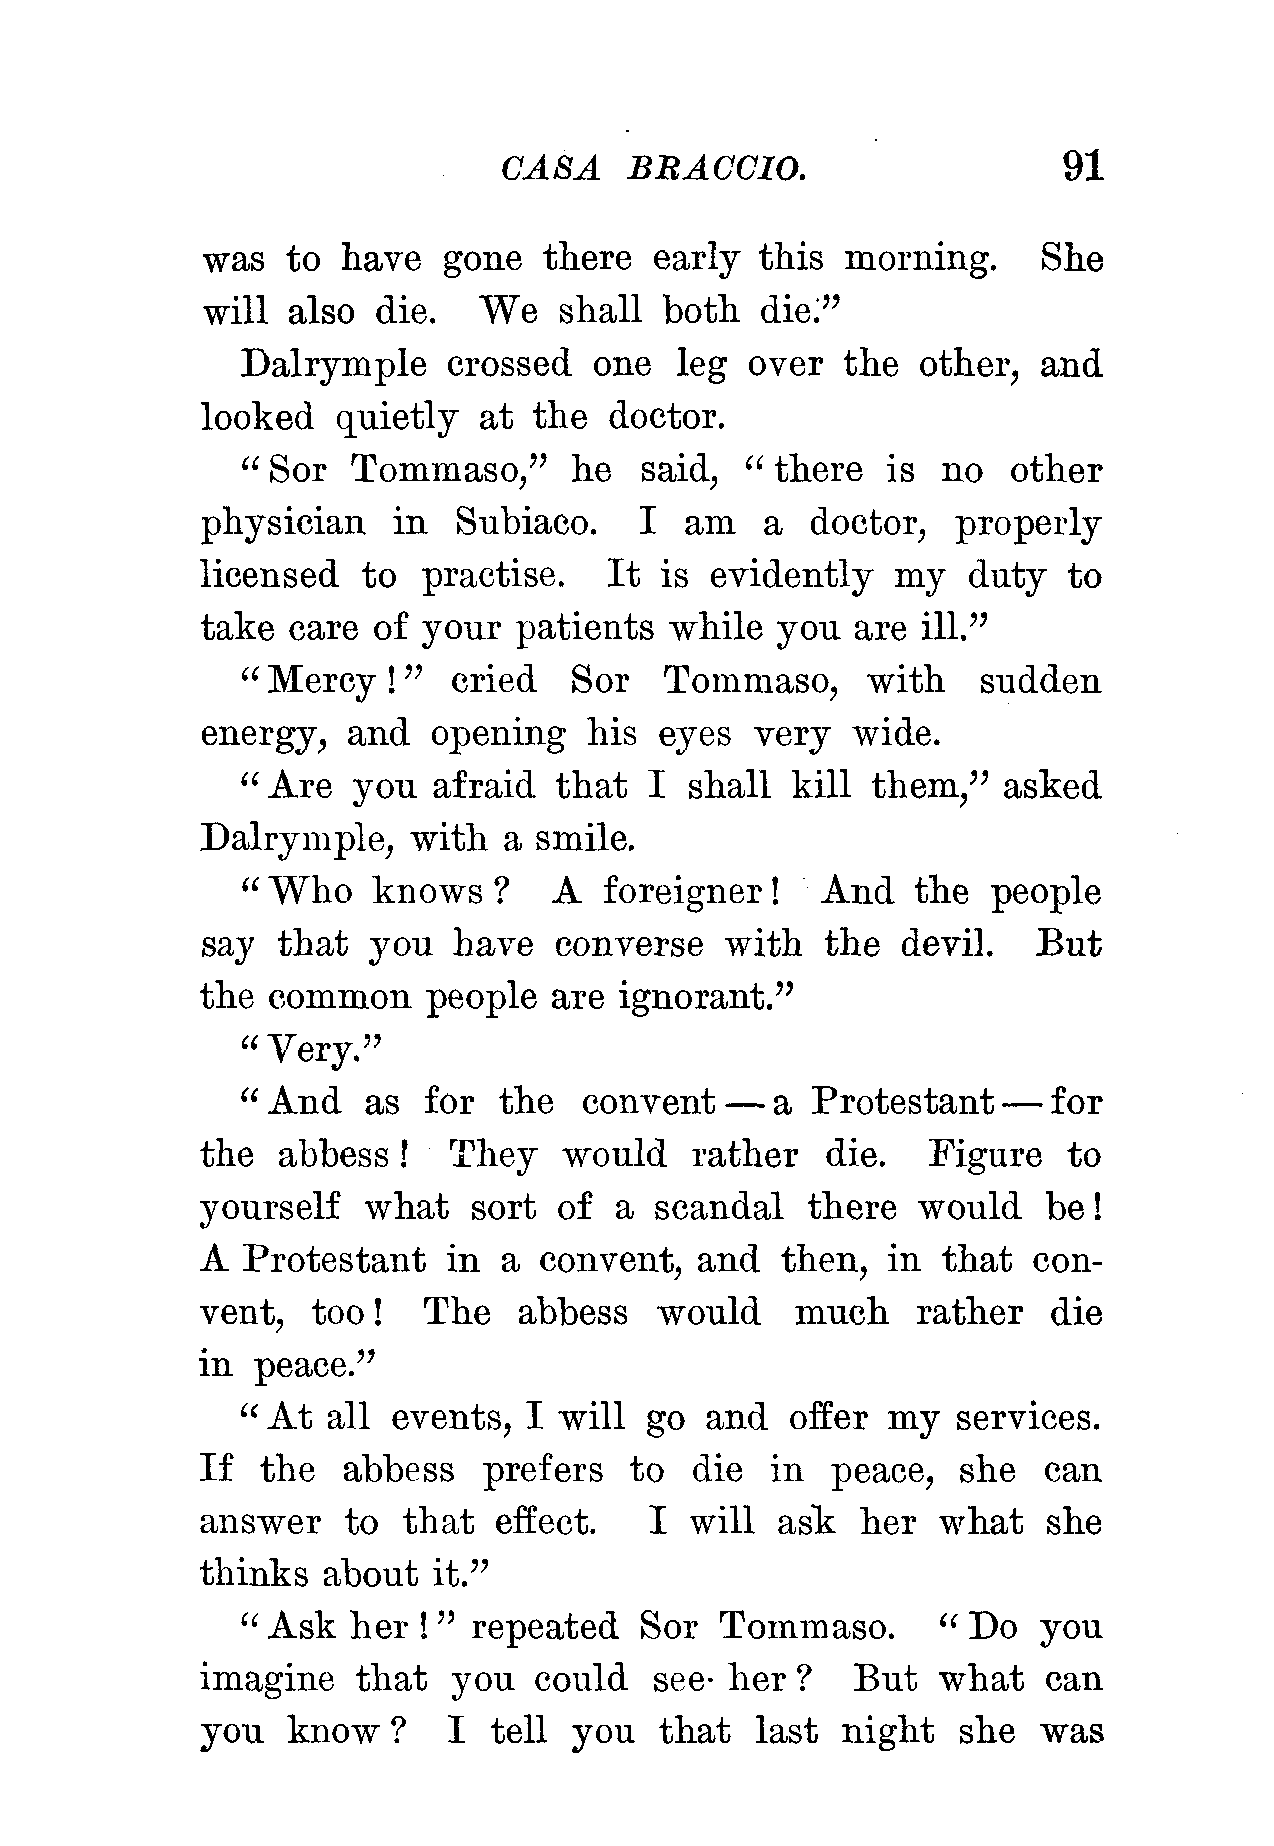 CASA BRACCIO. 91
was to have gone there early this morning. She
will also die. We shall both die."
Dalrymple crossed one leg over the other, and
looked quietly at the doctor.
"Sor Tommaso," he said, "there is no other
physician in Subiaco. I am a doctor, properly
licensed to practise. It is evidently my duty to
take care of your patients while you are ill."
"Mercy!" cried Sor Tommaso, with sudden
energy, and opening his eyes very wide.
"Are you afraid that I shall kill them," asked
Dalrymple, with a smile.
"Who knows? A foreigner! And the people
say that you have converse with the devil. But
the common people are ignorant."
"Very."
"And as for the convent — a Protestant — for
the abbess! They would rather die. Figure to
yourself what sort of a scandal there would be!
A Protestant in a convent, and then, in that con-
vent, too! The abbess would much rather die
in peace."
"At all events, I will go and offer my services.
If the abbess prefers to die in peace, she can
answer to that effect. I will ask her what she
thinks about it."
"Ask her!" repeated Sor Tommaso. "Do you
imagine that you could see her? But what can
you know? I tell you that last night she was